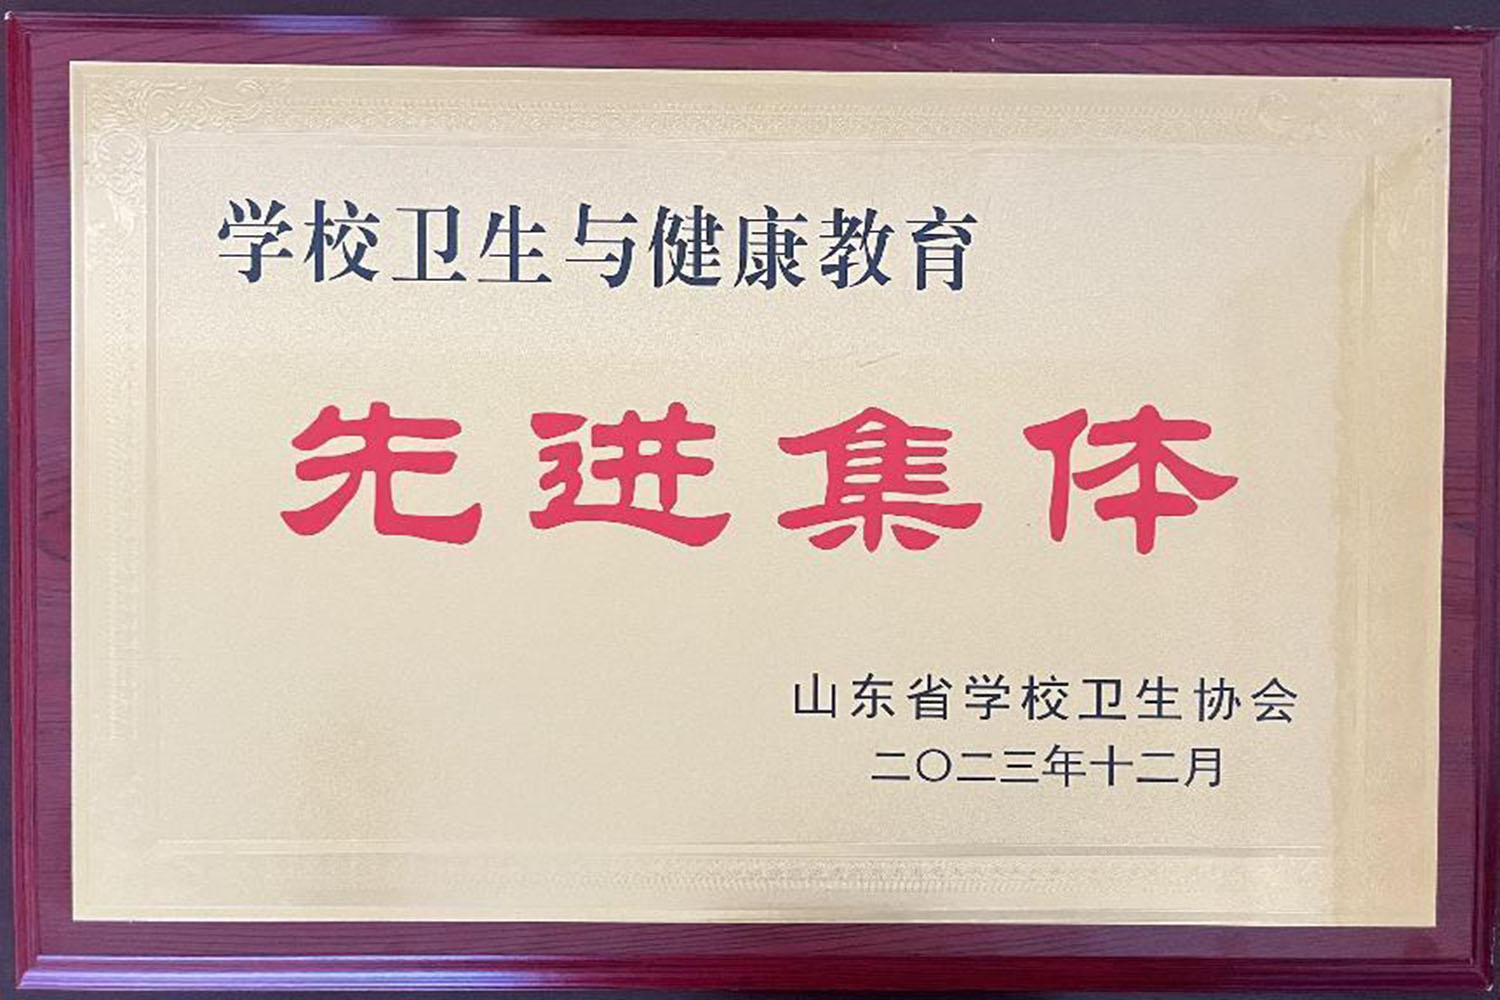 学校卫生与健康教育
先进集体
山东省学校卫生协会
二〇二三年十二月